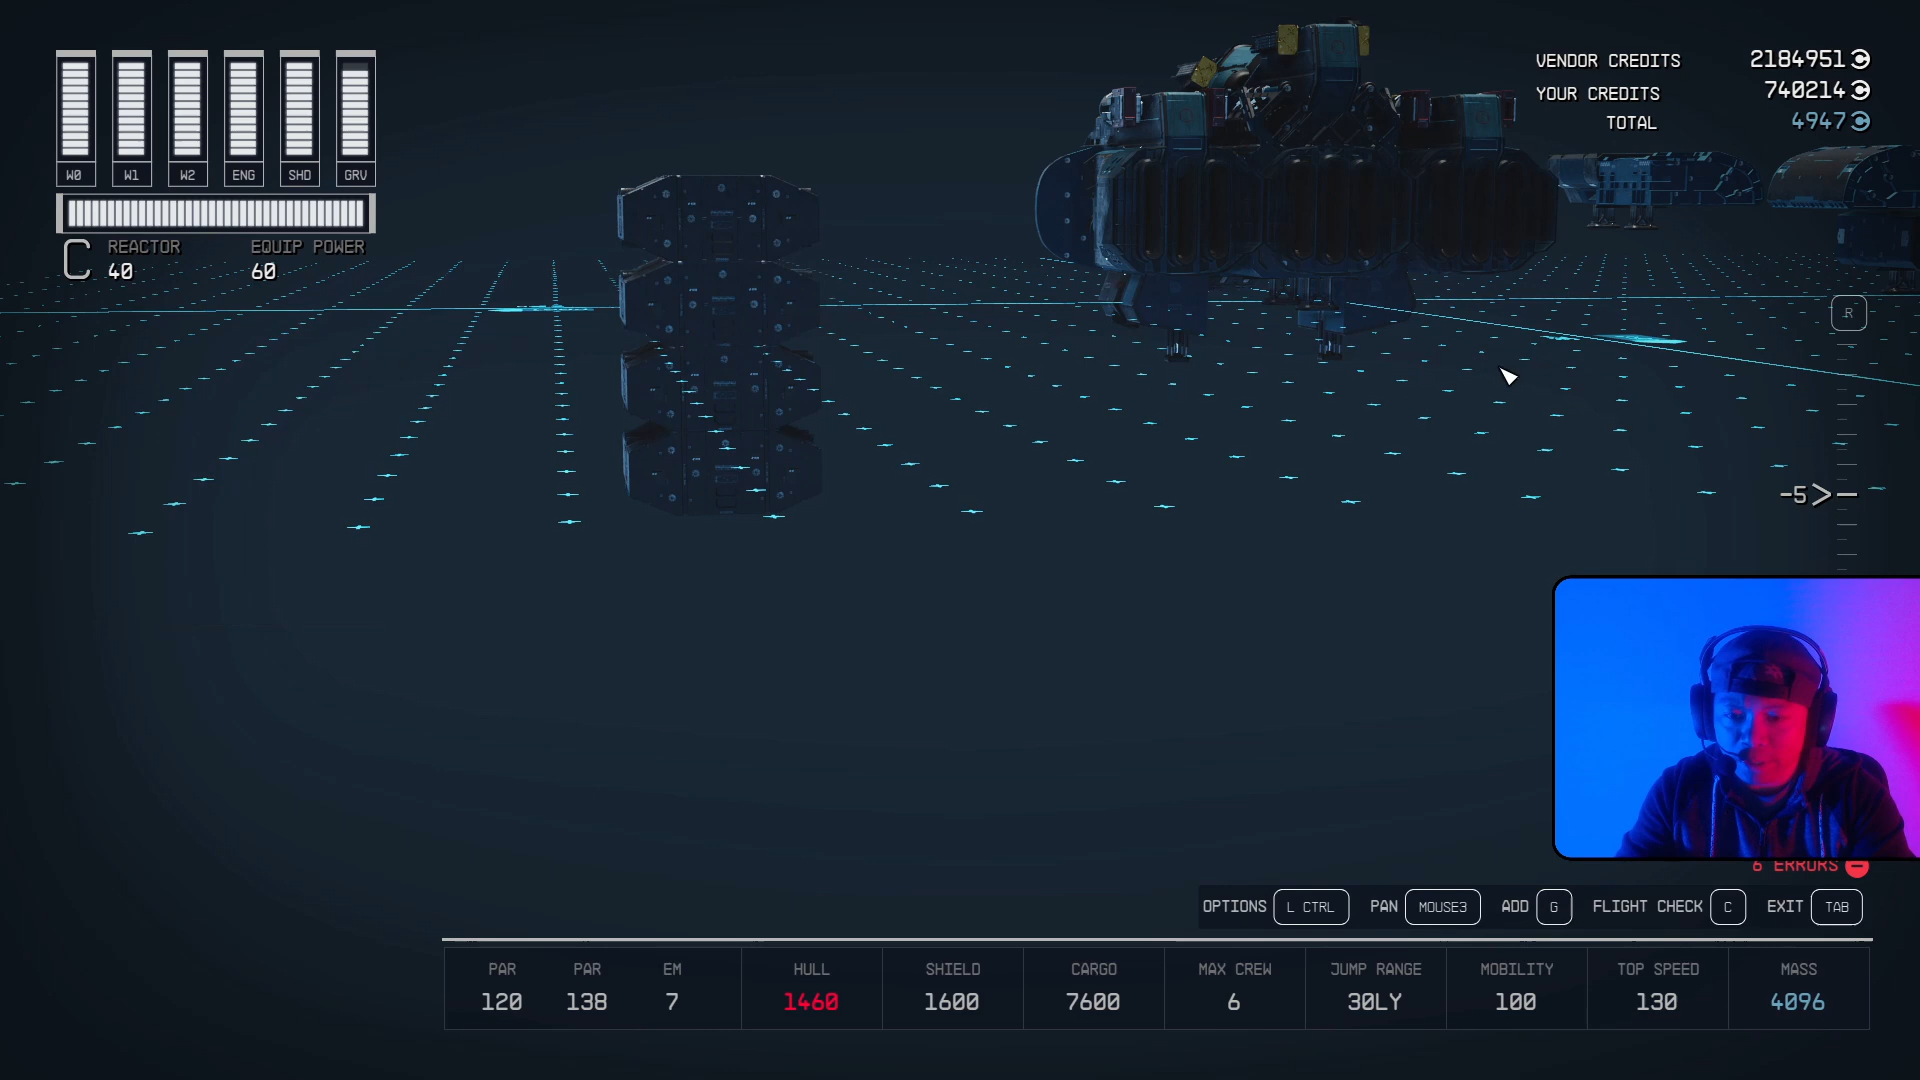 VENDOR CREDITS 2184951
YOUR CREDITS 740214
TOTAL 4947
W0 W1 W2 ENG SHD GRV
C REACTOR EQUIP POWER
40 60
R
-5
6 ERRORS
OPTIONS L CTRL PAN MOUSE3 ADD G FLIGHT CHECK C EXIT TAB
PAR PAR EM HULL SHIELD CARGO MAX CREW JUMP RANGE MOBILITY TOP SPEED MASS
120 138 7 1460 1600 7600 6 30LY 100 130 4096